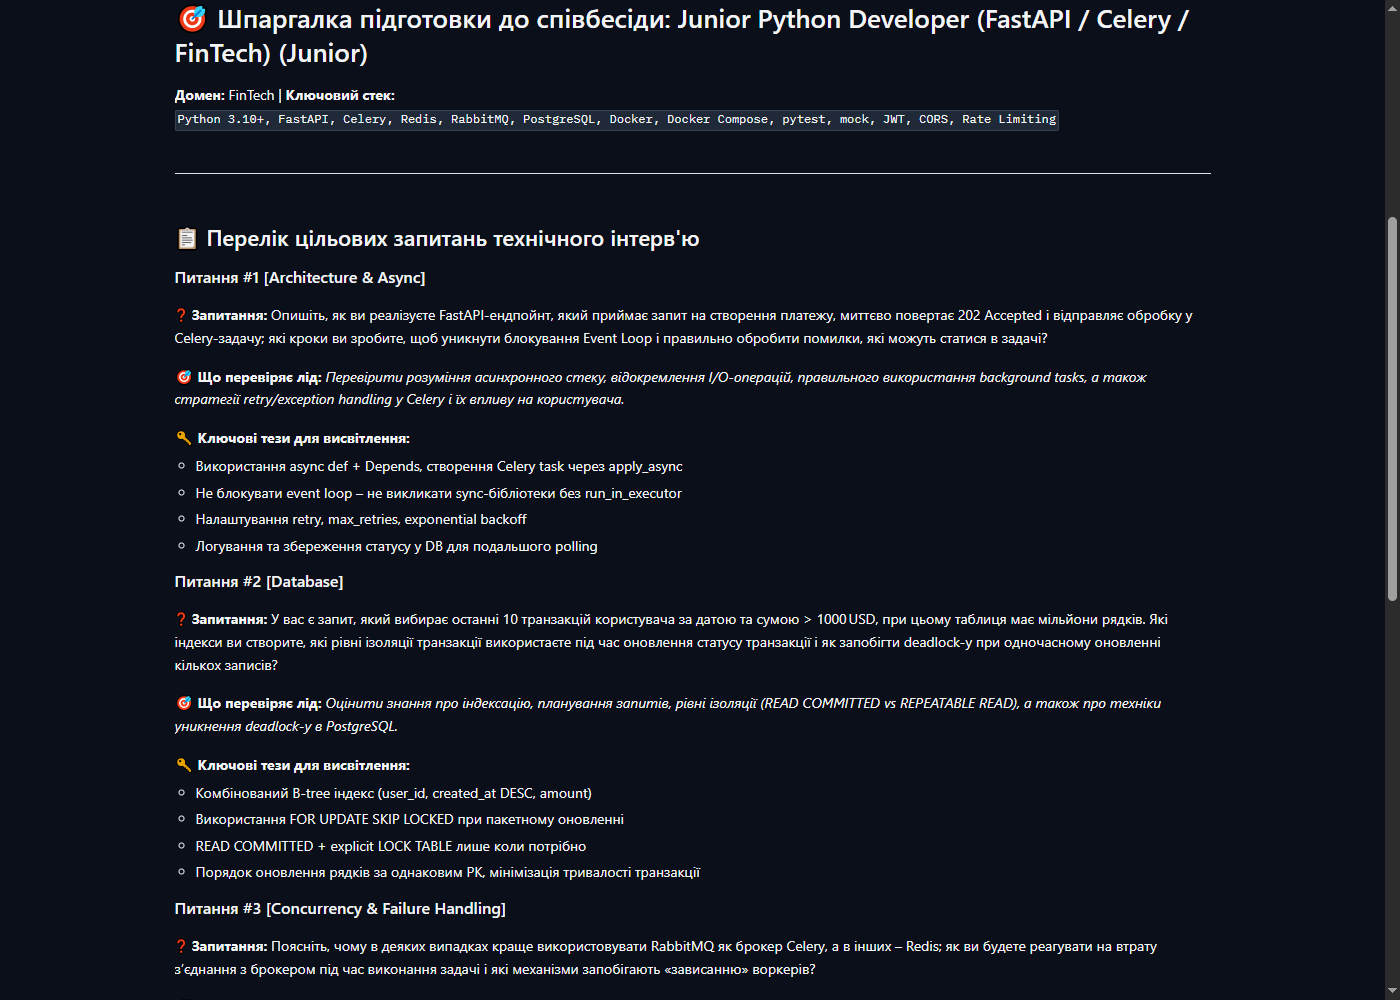 🎯 Шпаргалка підготовки до співбесіди: Junior Python Developer (FastAPI / Celery /
FinTech) (Junior)
Домен: FinTech | Ключовий стек:
Python 3.10+, FastAPI, Celery, Redis, RabbitMQ, PostgreSQL, Docker, Docker Compose, pytest, mock, JWT, CORS, Rate Limiting
📋 Перелік цільових запитань технічного інтерв'ю
Питання #1 [Architecture & Async]
❓ Запитання: Опишіть, як ви реалізуєте FastAPI-ендпойнт, який приймає запит на створення платежу, миттєво повертає 202 Accepted і відправляє обробку у
Celery-задачу; які кроки ви зробите, щоб уникнути блокування Event Loop і правильно обробити помилки, які можуть статися в задачі?
🎯 Що перевіряє лід: Перевірити розуміння асинхронного стеку, відокремлення I/O-операцій, правильного використання background tasks, а також
стратегії retry/exception handling у Celery і їх впливу на користувача.
🔑 Ключові тези для висвітлення:
○ Використання async def + Depends, створення Celery task через apply_async
○ Не блокувати event loop – не викликати sync-бібліотеки без run_in_executor
○ Налаштування retry, max_retries, exponential backoff
○ Логування та збереження статусу у DB для подальшого polling
Питання #2 [Database]
❓ Запитання: У вас є запит, який вибирає останні 10 транзакцій користувача за датою та сумою > 1000 USD, при цьому таблиця має мільйони рядків. Які
індекси ви створите, які рівні ізоляції транзакції використаєте під час оновлення статусу транзакції і як запобігти deadlock-у при одночасному оновленні
кількох записів?
🎯 Що перевіряє лід: Оцінити знання про індексацію, планування запитів, рівні ізоляції (READ COMMITTED vs REPEATABLE READ), а також про техніки
уникнення deadlock-у в PostgreSQL.
🔑 Ключові тези для висвітлення:
○ Комбінований B-tree індекс (user_id, created_at DESC, amount)
○ Використання FOR UPDATE SKIP LOCKED при пакетному оновленні
○ READ COMMITTED + explicit LOCK TABLE лише коли потрібно
○ Порядок оновлення рядків за однаковим PK, мінімізація тривалості транзакції
Питання #3 [Concurrency & Failure Handling]
❓ Запитання: Поясніть, чому в деяких випадках краще використовувати RabbitMQ як брокер Celery, а в інших – Redis; як ви будете реагувати на втрату
з’єднання з брокером під час виконання задачі і які механізми запобігають «зависанню» воркерів?